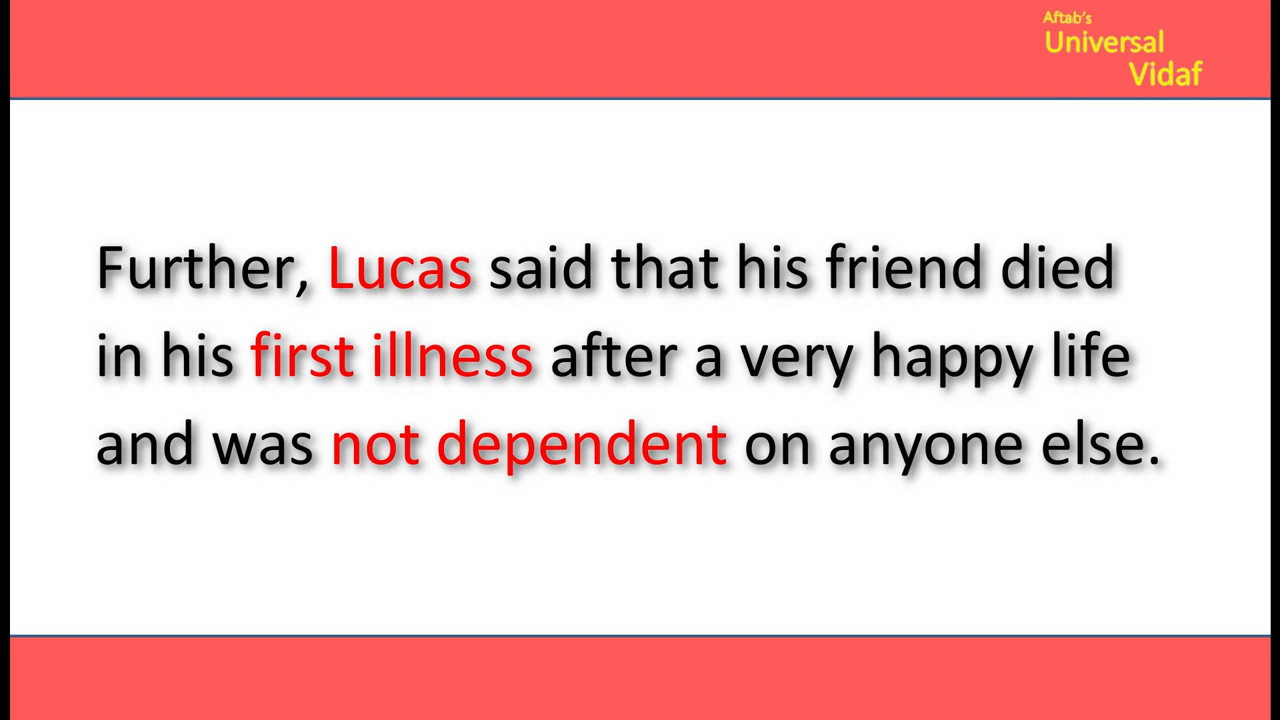 Aftab's
Universal
Vidaf
Further, Lucas said that his friend died
in his first illness after a very happy life
and was not dependent on anyone else.